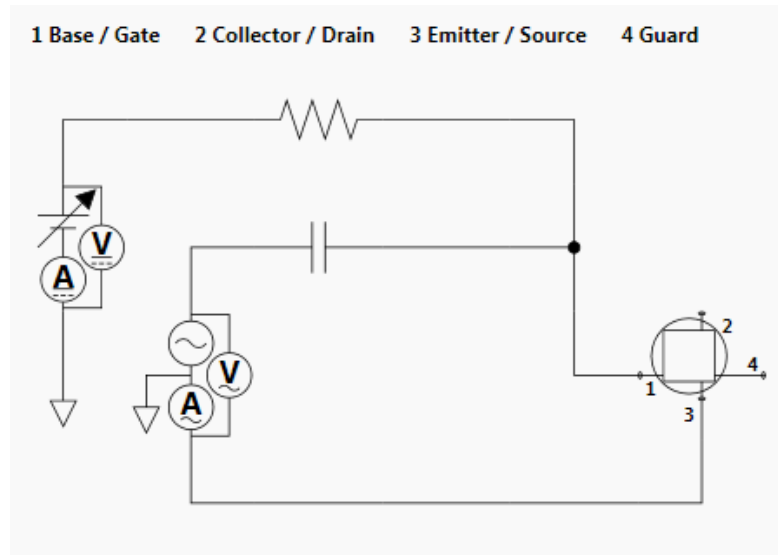 1 Base / Gate 2 Collector / Drain 3 Emitter / Source 4 Guard
V
A
V
A
2
4
1
3